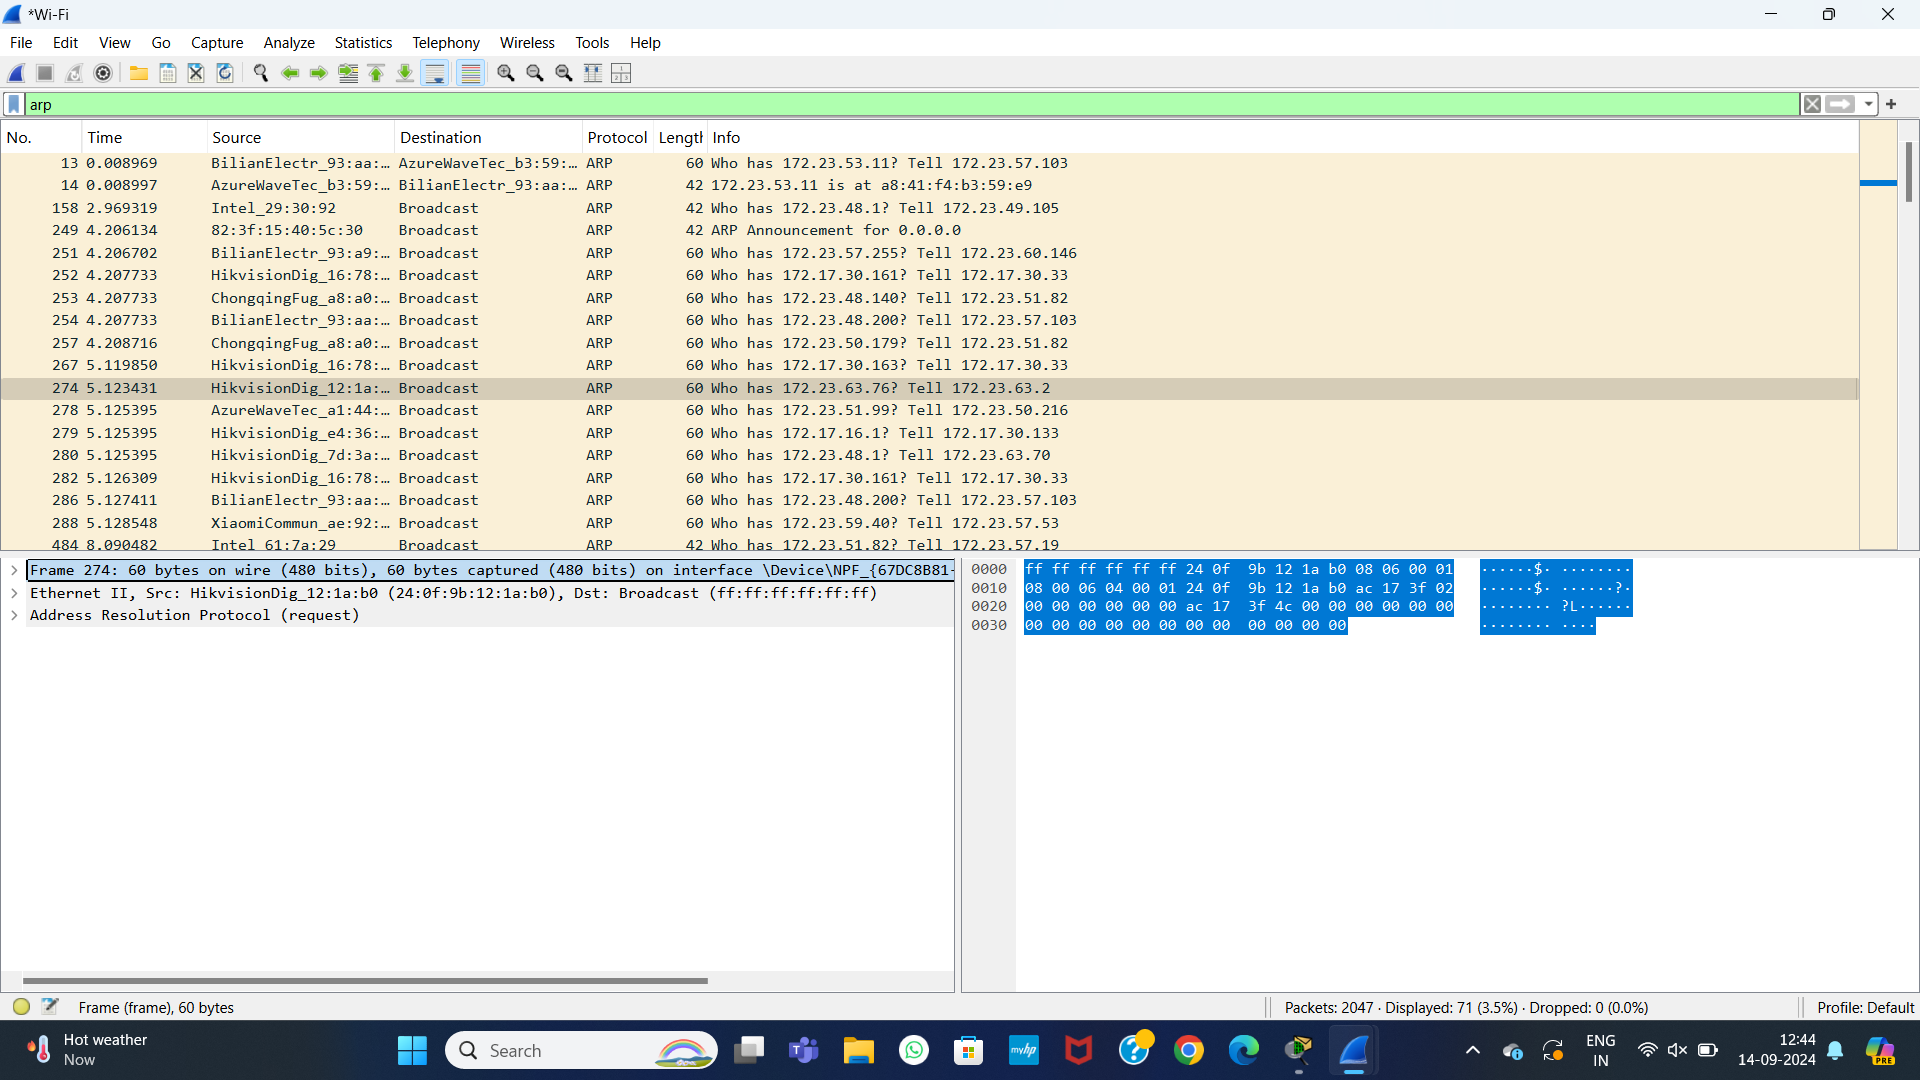 *Wi-Fi
File Edit View Go Capture Analyze Statistics Telephony Wireless Tools Help
arp
No. Time Source Destination Protocol Length Info
13 0.008969 BilianElectr_93:aa:… AzureWaveTec_b3:59:… ARP 60 Who has 172.23.53.11? Tell 172.23.57.103
14 0.008997 AzureWaveTec_b3:59:… BilianElectr_93:aa:… ARP 42 172.23.53.11 is at a8:41:f4:b3:59:e9
158 2.969319 Intel_29:30:92 Broadcast ARP 42 Who has 172.23.48.1? Tell 172.23.49.105
249 4.206134 82:3f:15:40:5c:30 Broadcast ARP 42 ARP Announcement for 0.0.0.0
251 4.206702 BilianElectr_93:a9:… Broadcast ARP 60 Who has 172.23.57.255? Tell 172.23.60.146
252 4.207733 HikvisionDig_16:78:… Broadcast ARP 60 Who has 172.17.30.161? Tell 172.17.30.33
253 4.207733 ChongqingFug_a8:a0:… Broadcast ARP 60 Who has 172.23.48.140? Tell 172.23.51.82
254 4.207733 BilianElectr_93:aa:… Broadcast ARP 60 Who has 172.23.48.200? Tell 172.23.57.103
257 4.208716 ChongqingFug_a8:a0:… Broadcast ARP 60 Who has 172.23.50.179? Tell 172.23.51.82
267 5.119850 HikvisionDig_16:78:… Broadcast ARP 60 Who has 172.17.30.163? Tell 172.17.30.33
274 5.123431 HikvisionDig_12:1a:… Broadcast ARP 60 Who has 172.23.63.76? Tell 172.23.63.2
278 5.125395 AzureWaveTec_a1:44:… Broadcast ARP 60 Who has 172.23.51.99? Tell 172.23.50.216
279 5.125395 HikvisionDig_e4:36:… Broadcast ARP 60 Who has 172.17.16.1? Tell 172.17.30.133
280 5.125395 HikvisionDig_7d:3a:… Broadcast ARP 60 Who has 172.23.48.1? Tell 172.23.63.70
282 5.126309 HikvisionDig_16:78:… Broadcast ARP 60 Who has 172.17.30.161? Tell 172.17.30.33
286 5.127411 BilianElectr_93:aa:… Broadcast ARP 60 Who has 172.23.48.200? Tell 172.23.57.103
288 5.128548 XiaomiCommun_ae:92:… Broadcast ARP 60 Who has 172.23.59.40? Tell 172.23.57.53
484 8.090482 Intel_61:7a:29 Broadcast ARP 42 Who has 172.23.51.82? Tell 172.23.57.19
Frame 274: 60 bytes on wire (480 bits), 60 bytes captured (480 bits) on interface \Device\NPF_{67DC8B81-
Ethernet II, Src: HikvisionDig_12:1a:b0 (24:0f:9b:12:1a:b0), Dst: Broadcast (ff:ff:ff:ff:ff:ff)
Address Resolution Protocol (request)
0000 ff ff ff ff ff ff 24 0f 9b 12 1a b0 08 06 00 01 ······$· ········
0010 08 00 06 04 00 01 24 0f 9b 12 1a b0 ac 17 3f 02 ······$· ······?·
0020 00 00 00 00 00 00 ac 17 3f 4c 00 00 00 00 00 00 ········ ?L······
0030 00 00 00 00 00 00 00 00 00 00 00 00 ········ ····
Frame (frame), 60 bytes
Packets: 2047 · Displayed: 71 (3.5%) · Dropped: 0 (0.0%)
Profile: Default
Hot weather
Now
Search
myhp
ENG
IN
12:44
14-09-2024
PRE